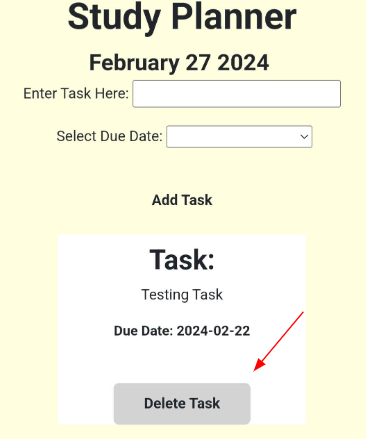 Study Planner
February 27 2024
Enter Task Here:
Select Due Date:
Add Task
Task:
Testing Task
Due Date: 2024-02-22
Delete Task